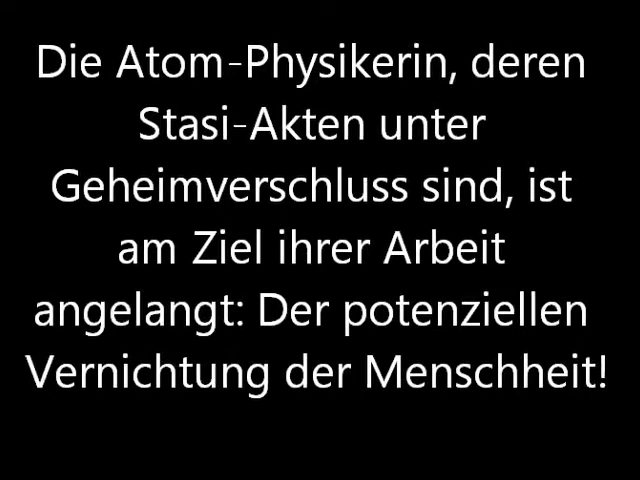 Die Atom-Physikerin, deren
Stasi-Akten unter
Geheimverschluss sind, ist
am Ziel ihrer Arbeit
angelangt: Der potenziellen
Vernichtung der Menschheit!